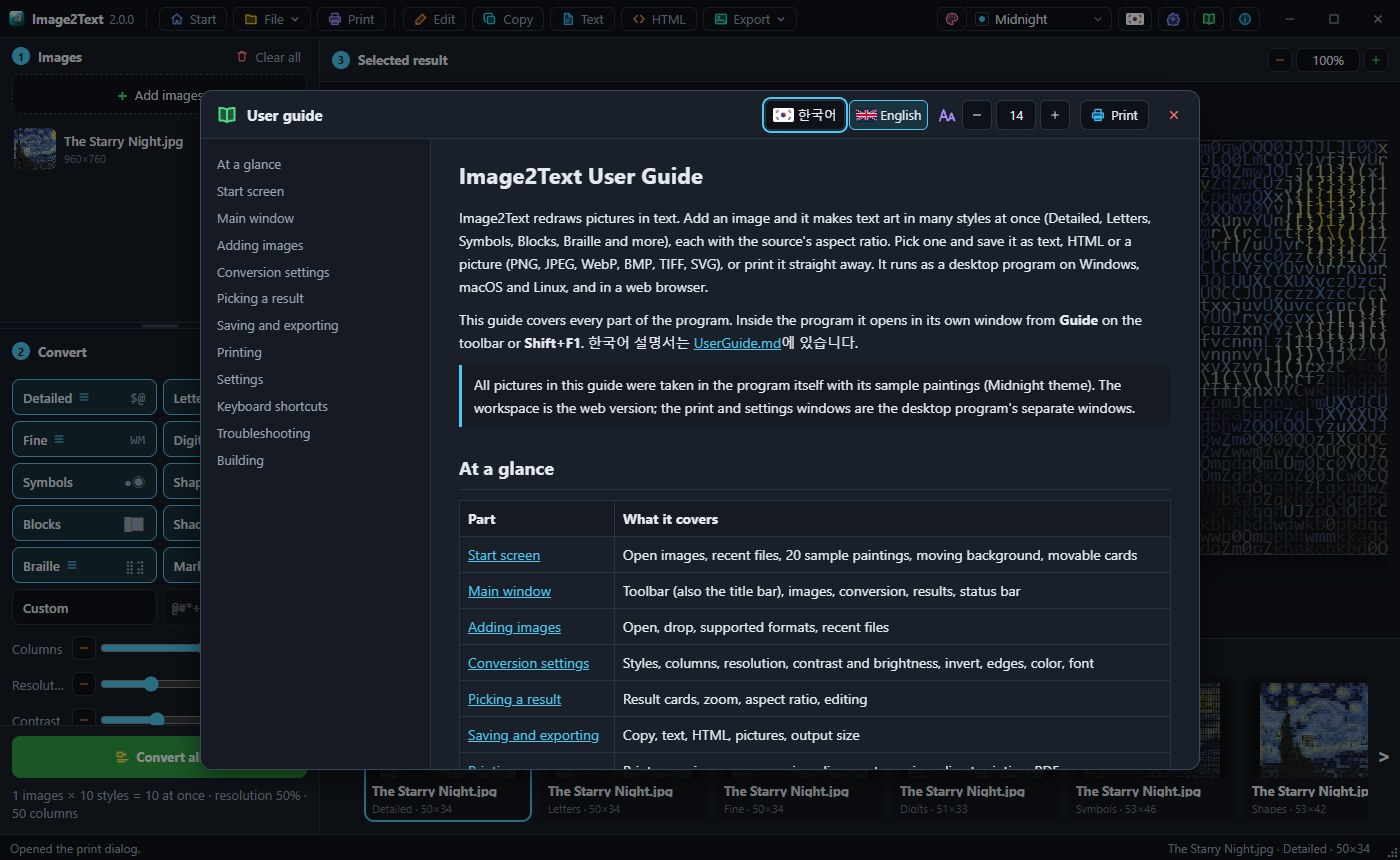 Image2Text 2.0.0
Start
File
Print
Edit
Copy
Text
HTML
Export
Midnight
1 Images
Clear all
3 Selected result
100%
+ Add images
The Starry Night.jpg
960×760
User guide
한국어
English
14
Print
At a glance
Start screen
Main window
Adding images
Conversion settings
Picking a result
Saving and exporting
Printing
Settings
Keyboard shortcuts
Troubleshooting
Building
Image2Text User Guide
Image2Text redraws pictures in text. Add an image and it makes text art in many styles at once (Detailed, Letters,
Symbols, Blocks, Braille and more), each with the source's aspect ratio. Pick one and save it as text, HTML or a
picture (PNG, JPEG, WebP, BMP, TIFF, SVG), or print it straight away. It runs as a desktop program on Windows,
macOS and Linux, and in a web browser.
This guide covers every part of the program. Inside the program it opens in its own window from Guide on the
toolbar or Shift+F1. 한국어 설명서는 UserGuide.md에 있습니다.
All pictures in this guide were taken in the program itself with its sample paintings (Midnight theme). The
workspace is the web version; the print and settings windows are the desktop program's separate windows.
At a glance
Part What it covers
Start screen Open images, recent files, 20 sample paintings, moving background, movable cards
Main window Toolbar (also the title bar), images, conversion, results, status bar
Adding images Open, drop, supported formats, recent files
Conversion settings Styles, columns, resolution, contrast and brightness, invert, edges, color, font
Picking a result Result cards, zoom, aspect ratio, editing
Saving and exporting Copy, text, HTML, pictures, output size
2 Convert
Detailed $@
Fine WM
Symbols
Blocks
Braille
Custom @#*+
Columns
Resolut...
Contrast
Convert al
1 images × 10 styles = 10 at once · resolution 50% ·
50 columns
The Starry Night.jpg
Detailed · 50×34
The Starry Night.jpg
Letters · 50×34
The Starry Night.jpg
Fine · 50×34
The Starry Night.jpg
Digits · 51×33
The Starry Night.jpg
Symbols · 53×46
The Starry Night.jp
Shapes · 53×42
Opened the print dialog.
The Starry Night.jpg · Detailed · 50×34